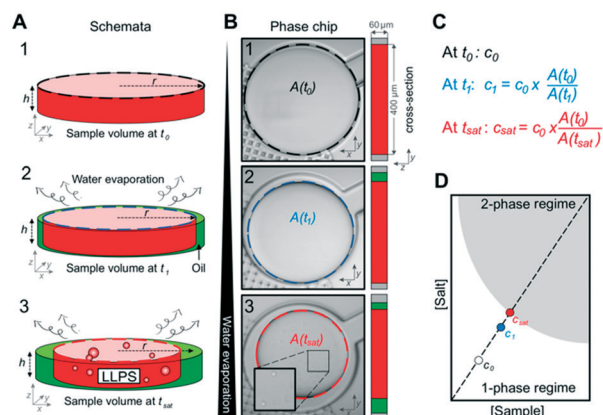 A
Schemata
1
r
h
z
y
x
Sample volume at t0
2
Water evaporation
r
h
z
y
x
Oil
Sample volume at t1
3
r
h
LLPS
z
y
x
Sample volume at tsat
B
Phase chip
Water evaporation
1
A(t0)
y
x
2
A(t1)
y
x
3
A(tsat)
y
x
60 µm
400 µm
cross-section
y
z
C
At t0: c0
At t1: c1 = c0 x A(t0)
A(t1)
At tsat: csat = c0 x A(t0)
A(tsat)
D
2-phase regime
[Salt]
csat
c1
c0
1-phase regime
[Sample]